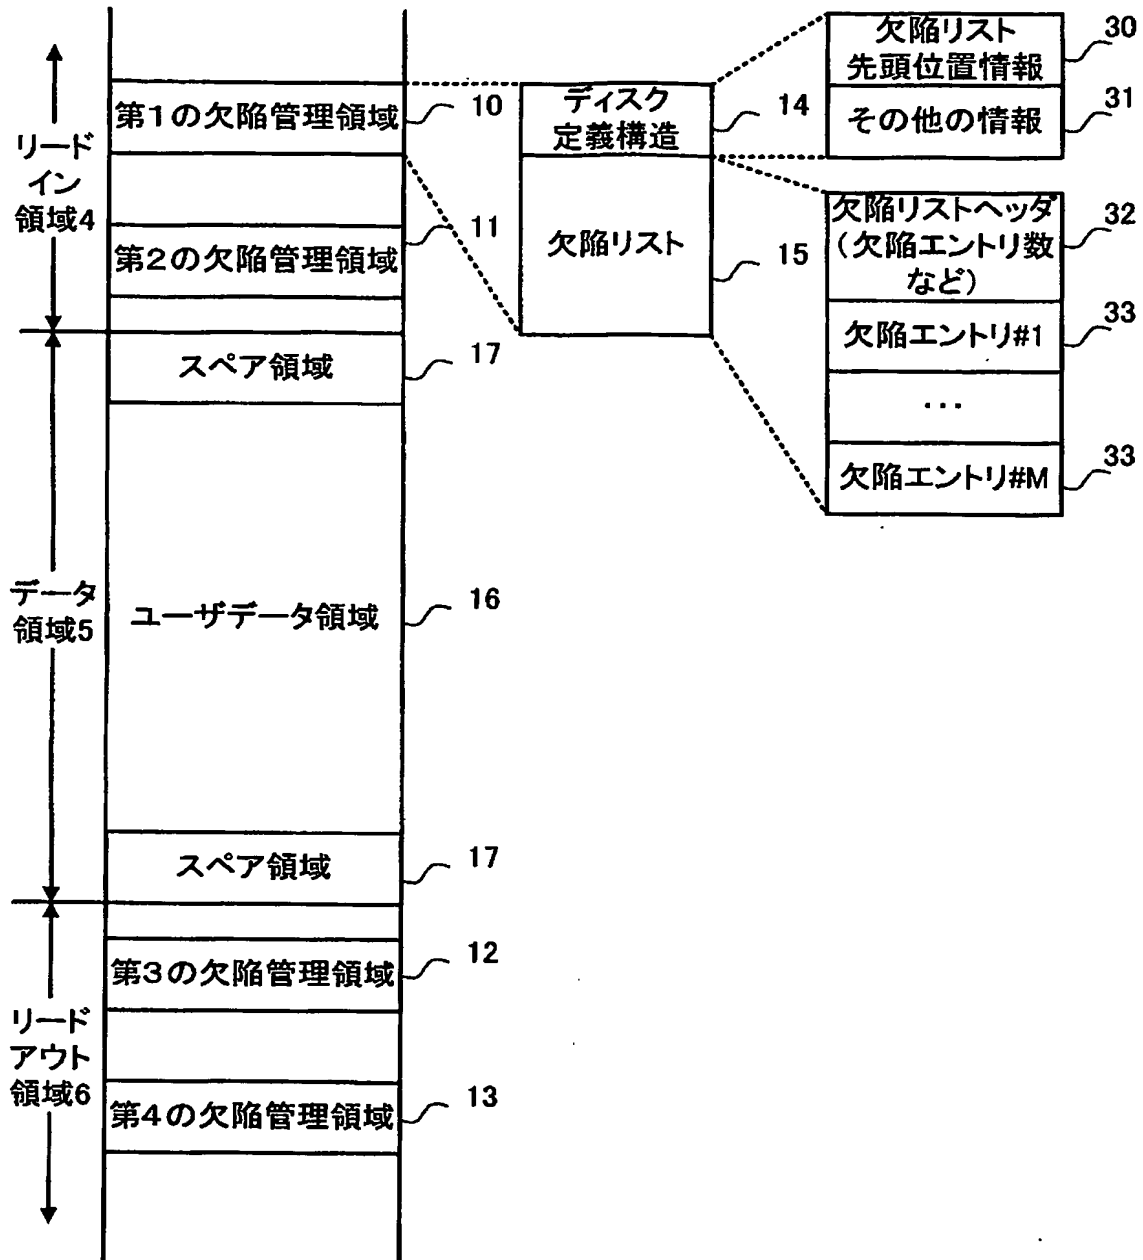 リード
イン
領域4
第1の欠陥管理領域
10
第2の欠陥管理領域
11
ディスク
定義構造
14
欠陥リスト
15
欠陥リスト
先頭位置情報
30
その他の情報
31
欠陥リストヘッダ
(欠陥エントリ数
など)
32
欠陥エントリ#1
33
...
欠陥エントリ#M
33
データ
領域5
スペア領域
17
ユーザデータ領域
16
スペア領域
17
リード
アウト
領域6
第3の欠陥管理領域
12
第4の欠陥管理領域
13